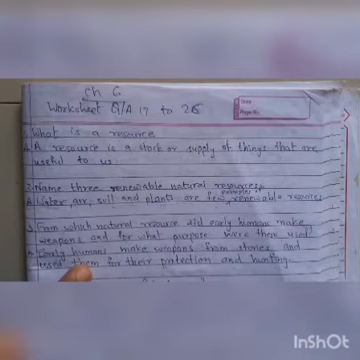 Ch 6
Worksheet Q/A 17 to 26
Date:
Page No.:
1. What is a resource
A. A resource is a stock or supply of things that are
useful to us.
2. Name three renewable natural resources.
examples of
A. Water, air, soil and plants are few renewable resources
3. From which natural resource did early humans make
weapons and for what purpose were these used
A. Early humans make weapons from stones and
used them for their protection and hunting.
InShOt